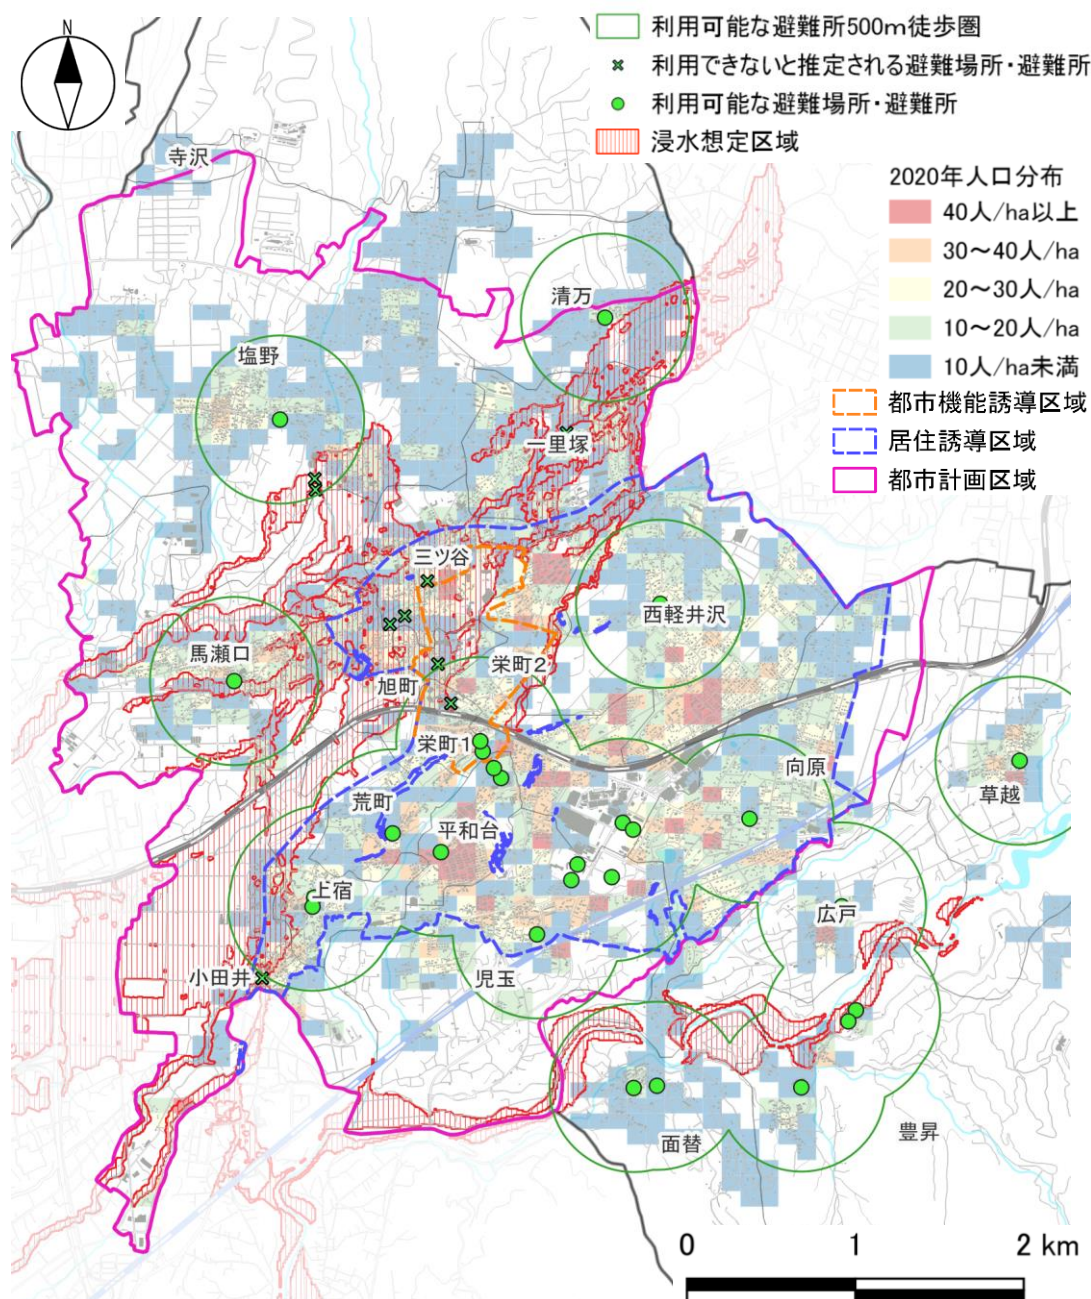 N
利用可能な避難所500m徒歩圏
利用できないと推定される避難場所・避難所
利用可能な避難場所・避難所
浸水想定区域
2020年人口分布
40人/ha以上
30～40人/ha
20～30人/ha
10～20人/ha
10人/ha未満
都市機能誘導区域
居住誘導区域
都市計画区域
寺沢
清万
塩野
一里塚
三ツ谷
西軽井沢
馬瀬口
栄町2
旭町
栄町1
向原
草越
荒町
平和台
上宿
広戸
小田井
児玉
面替
豊昇
0 1 2 km